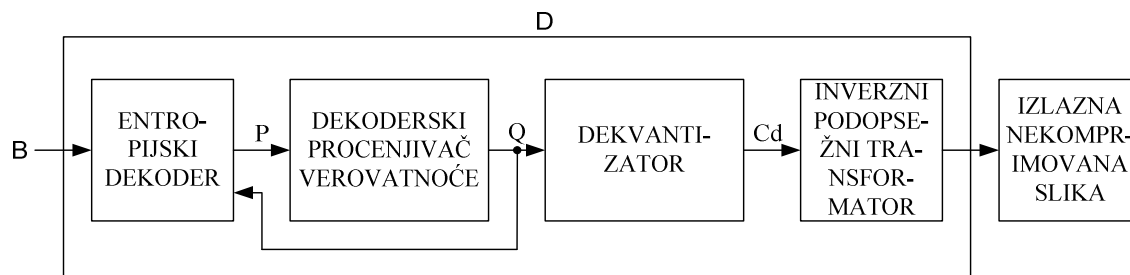 D
B
ENTRO-
PIJSKI
DEKODER
P
DEKODERSKI
PROCENJIVAČ
VEROVATNOĆE
Q
DEKVANTI-
ZATOR
Cd
INVERZNI
PODOPSE-
ŽNI TRA-
NSFOR-
MATOR
IZLAZNA
NEKOMPR-
IMOVANA
SLIKA